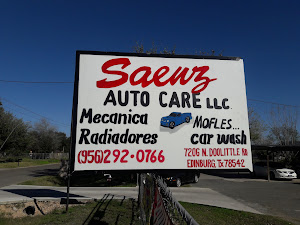 Saenz
AUTO CARE LLC.
Mecanica
Radiadores
MOFLES...
car wash
(956)292-0766
7206 N. DOOLITTLE RD
EDINBURG, TX 78542